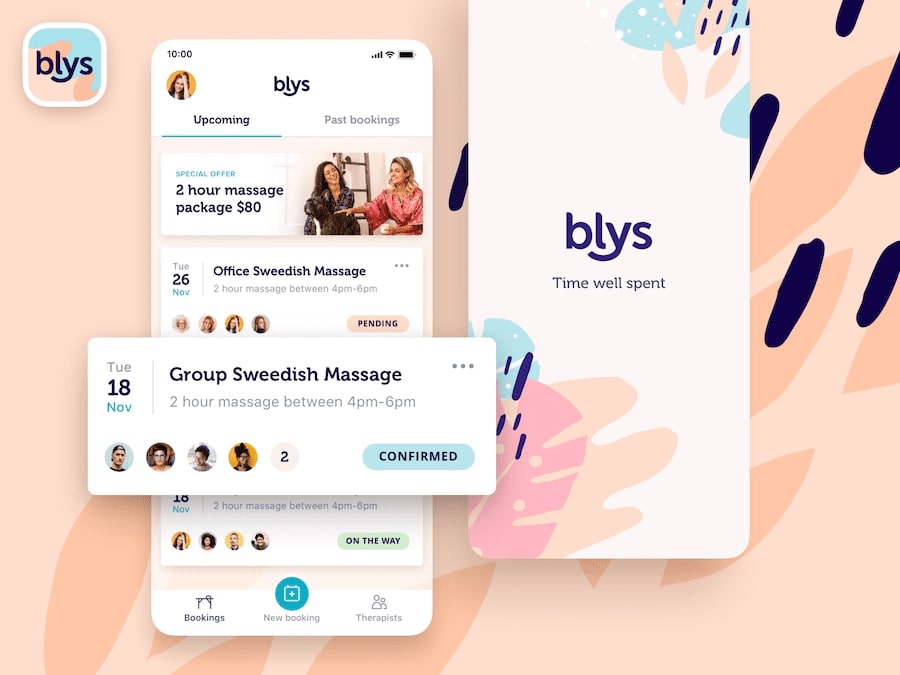 blys
10:00
blys
Upcoming
Past bookings
SPECIAL OFFER
2 hour massage
package $80
Tue
26
Nov
Office Sweedish Massage
2 hour massage between 4pm-6pm
PENDING
Tue
18
Nov
Group Sweedish Massage
2 hour massage between 4pm-6pm
2
CONFIRMED
18
Nov
2 hour massage between 4pm-6pm
ON THE WAY
Bookings
New booking
Therapists
blys
Time well spent